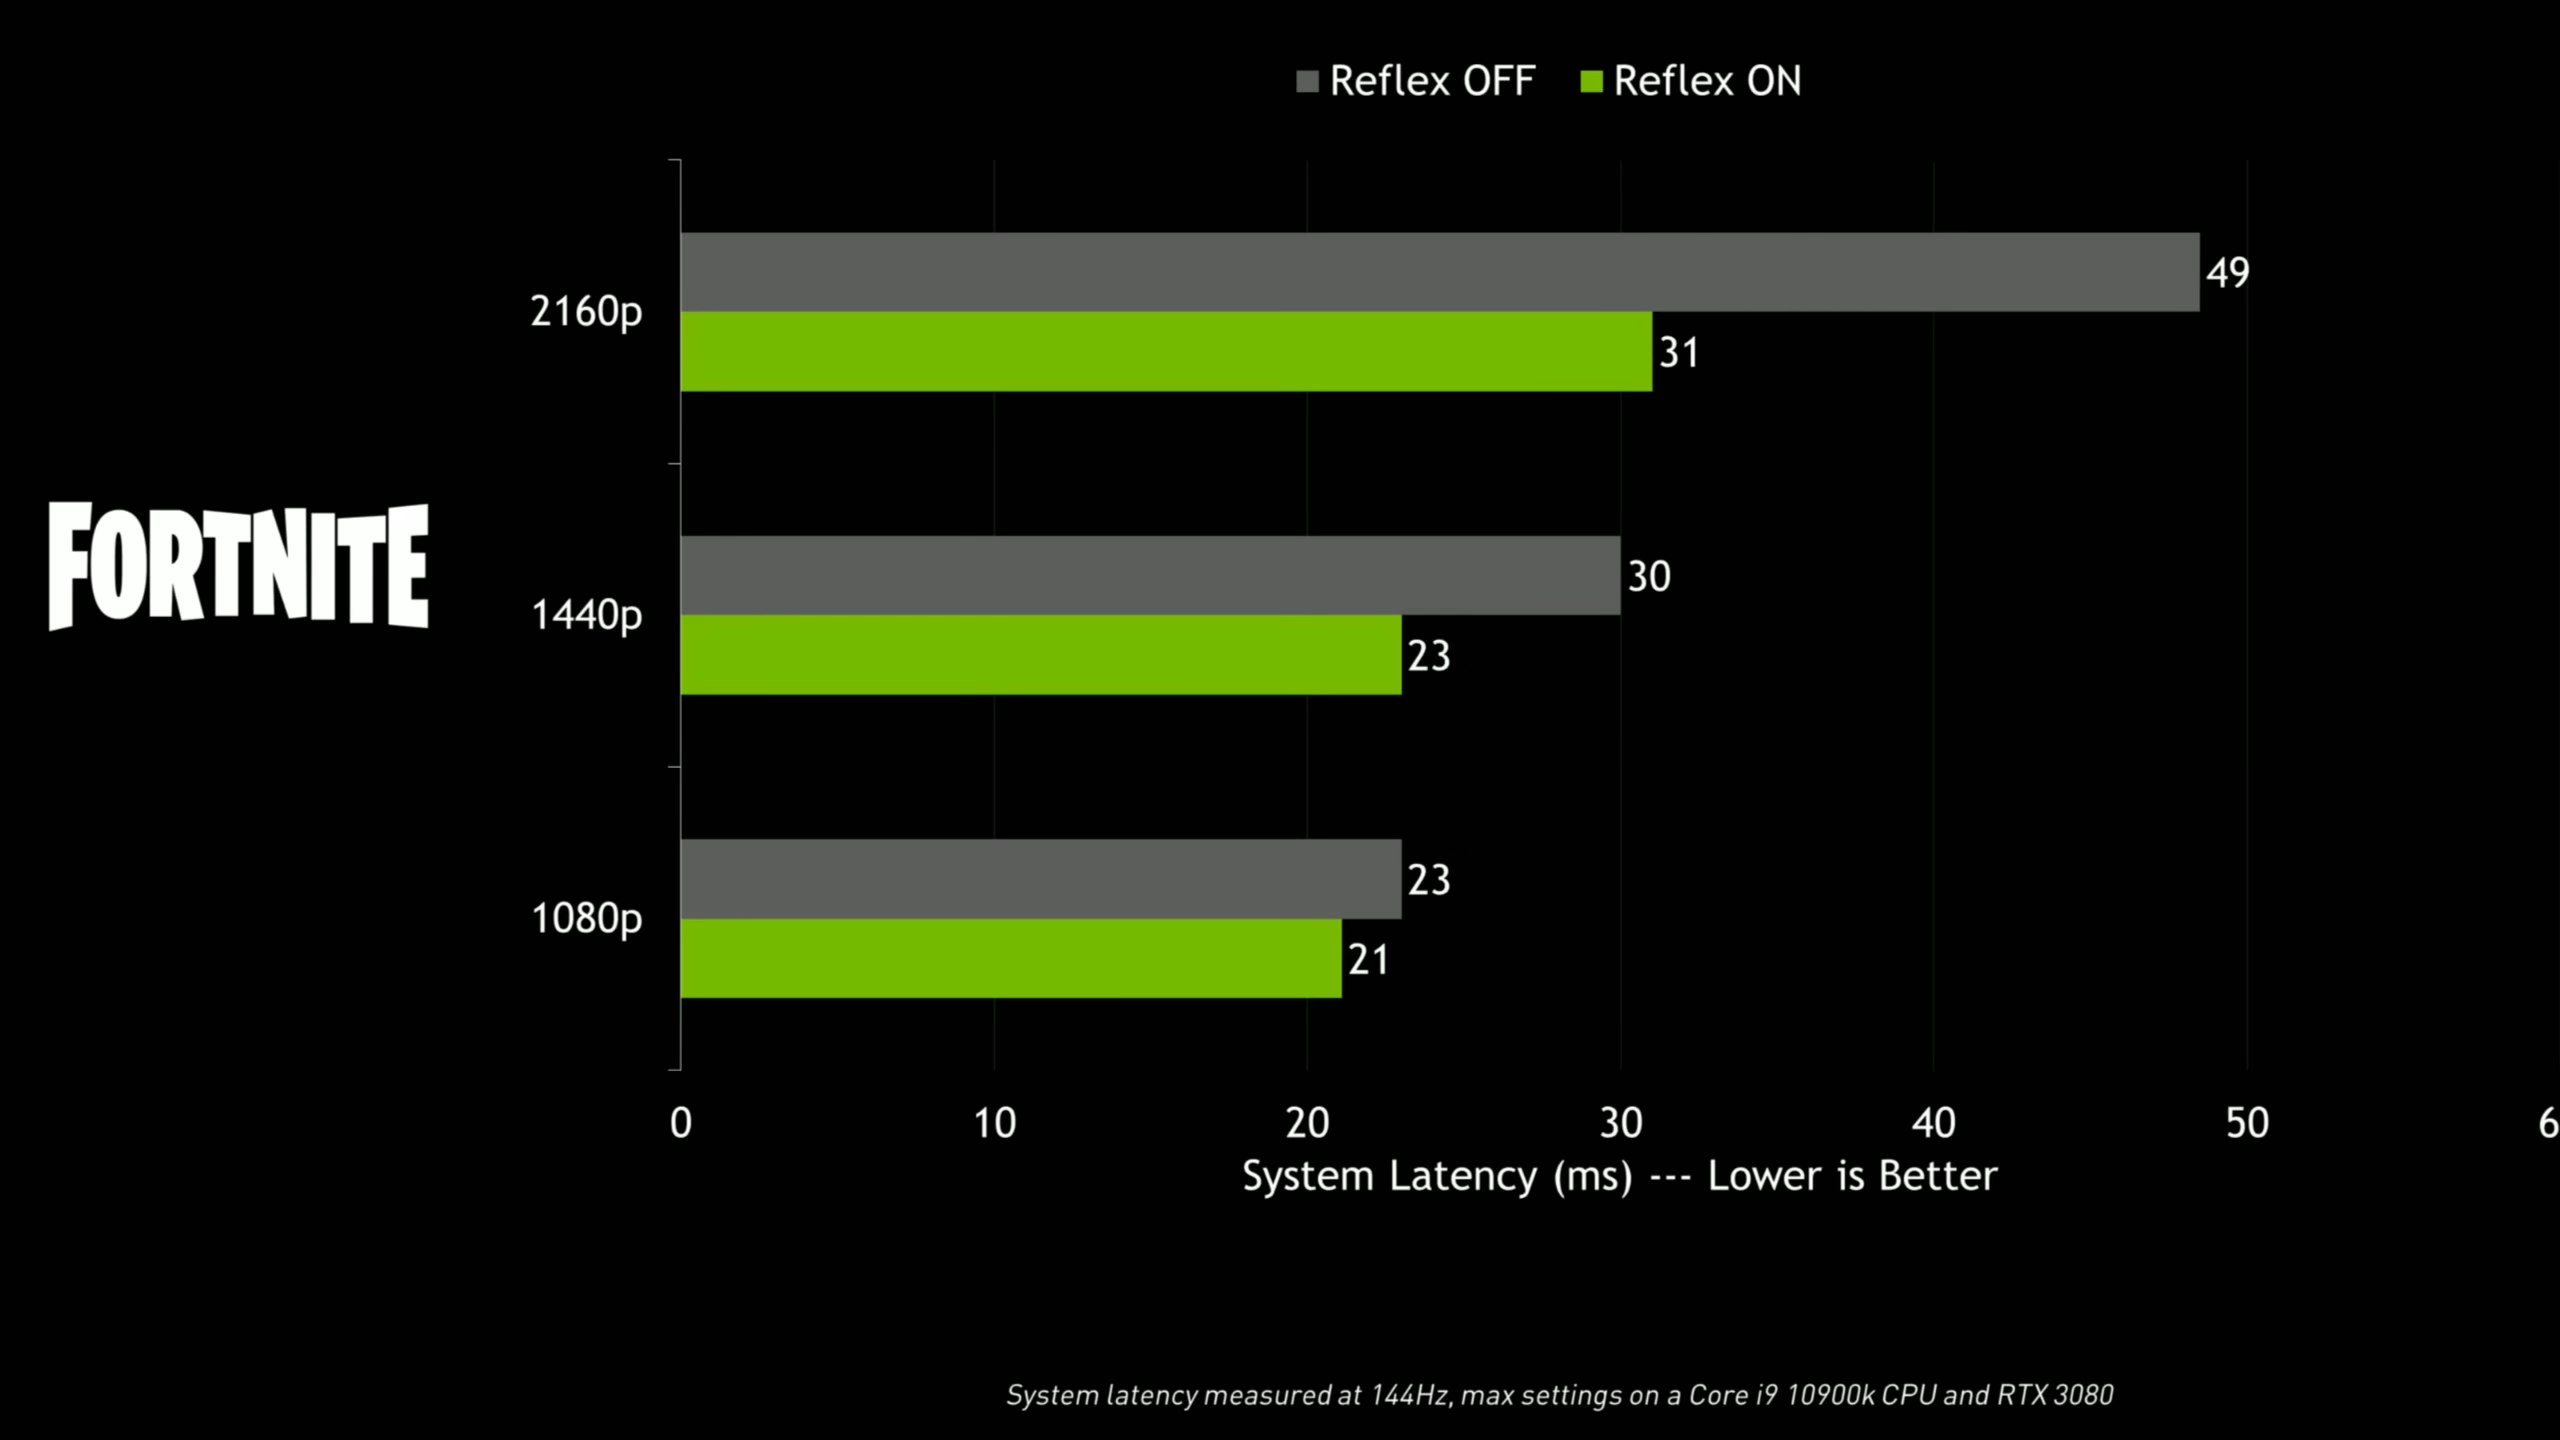 Reflex OFF Reflex ON
49
2160p
31
FORTNITE
30
1440p
23
23
1080p
21
0 10 20 30 40 50 6
System Latency (ms) --- Lower is Better
System latency measured at 144Hz, max settings on a Core i9 10900k CPU and RTX 3080